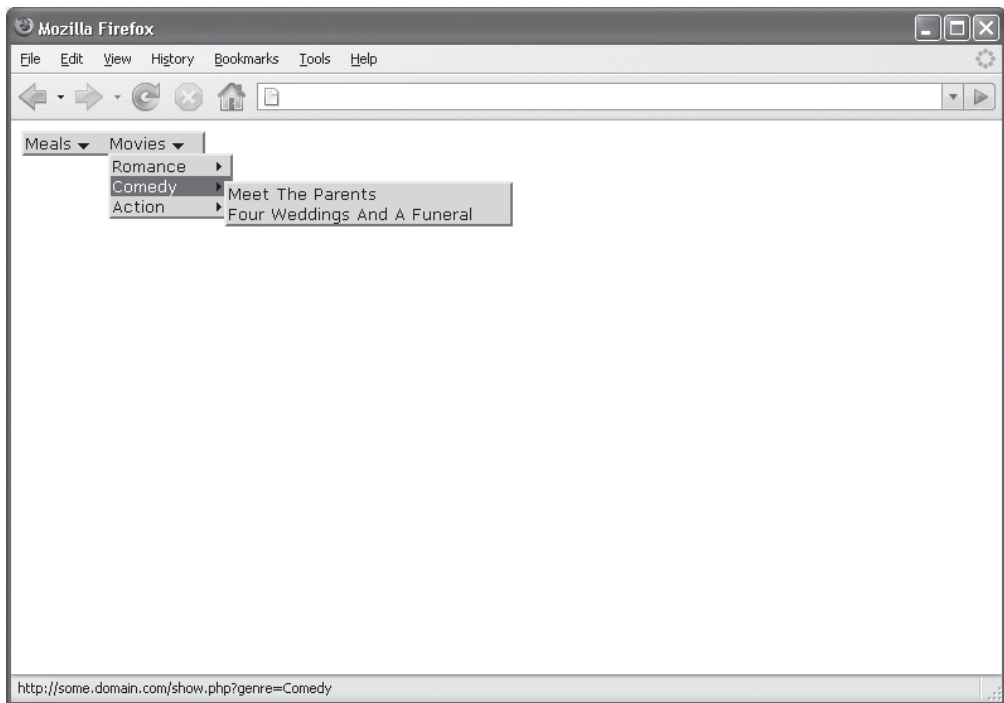 Mozilla Firefox
File Edit View History Bookmarks Tools Help
Meals Movies
Romance
Comedy
Action
Meet The Parents
Four Weddings And A Funeral
http://some.domain.com/show.php?genre=Comedy